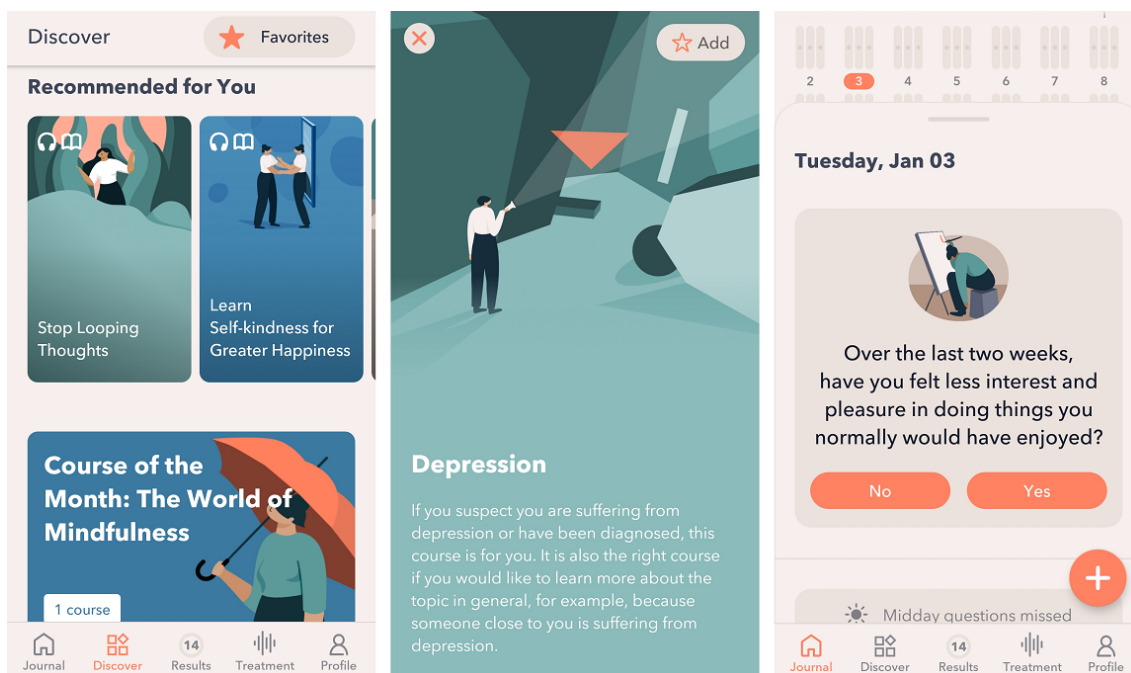 Discover
Favorites
Recommended for You
Stop Looping
Thoughts
Learn
Self-kindness for
Greater Happiness
Course of the
Month: The World of
Mindfulness
1 course
Journal
Discover
14
Results
Treatment
Profile
Add
Depression
If you suspect you are suffering from
depression or have been diagnosed, this
course is for you. It is also the right course
if you would like to learn more about the
topic in general, for example, because
someone close to you is suffering from
depression.
2 3 4 5 6 7 8
Tuesday, Jan 03
Over the last two weeks,
have you felt less interest and
pleasure in doing things you
normally would have enjoyed?
No
Yes
Midday questions missed
Journal
Discover
14
Results
Treatment
Profile